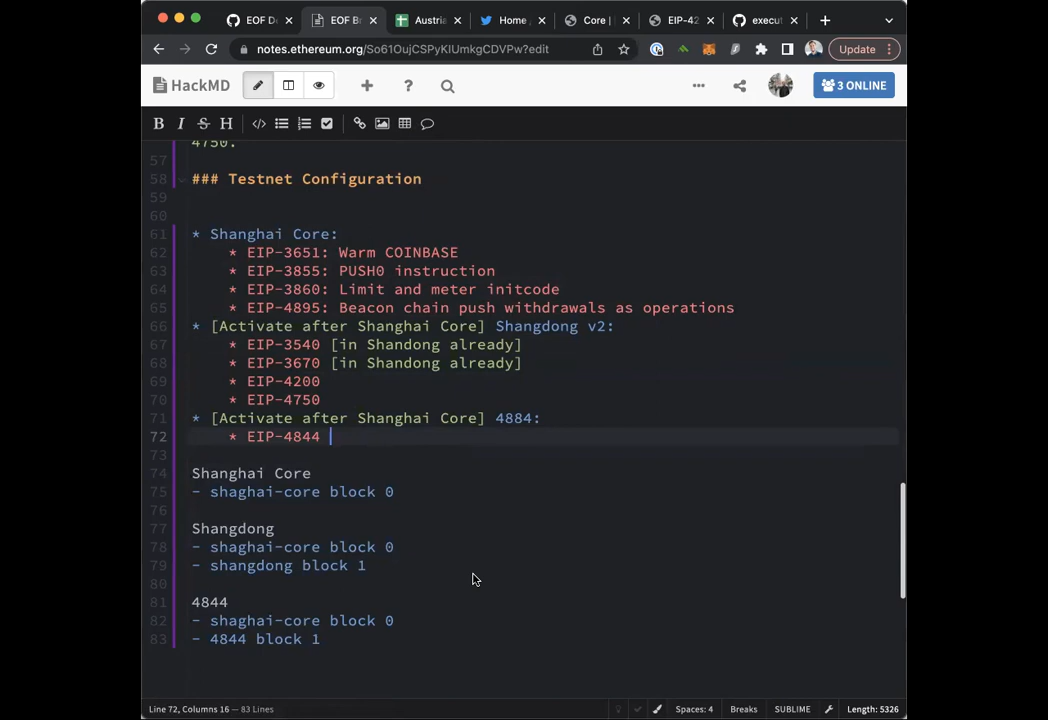 EOF D
EOF B
Austria
Home
Core |
EIP-42
execut
notes.ethereum.org/So61OujCSPyKIUmkgCDVPw?edit
Update
HackMD
3 ONLINE
B I S H
4750.
57
58 ### Testnet Configuration
59
60
61 * Shanghai Core:
62 * EIP-3651: Warm COINBASE
63 * EIP-3855: PUSH0 instruction
64 * EIP-3860: Limit and meter initcode
65 * EIP-4895: Beacon chain push withdrawals as operations
66 * [Activate after Shanghai Core] Shangdong v2:
67 * EIP-3540 [in Shandong already]
68 * EIP-3670 [in Shandong already]
69 * EIP-4200
70 * EIP-4750
71 * [Activate after Shanghai Core] 4884:
72 * EIP-4844
73
74 Shanghai Core
75 - shaghai-core block 0
76
77 Shangdong
78 - shaghai-core block 0
79 - shangdong block 1
80
81 4844
82 - shaghai-core block 0
83 - 4844 block 1
Line 72, Columns 16 — 83 Lines
Spaces: 4
Breaks
SUBLIME
Length: 5326